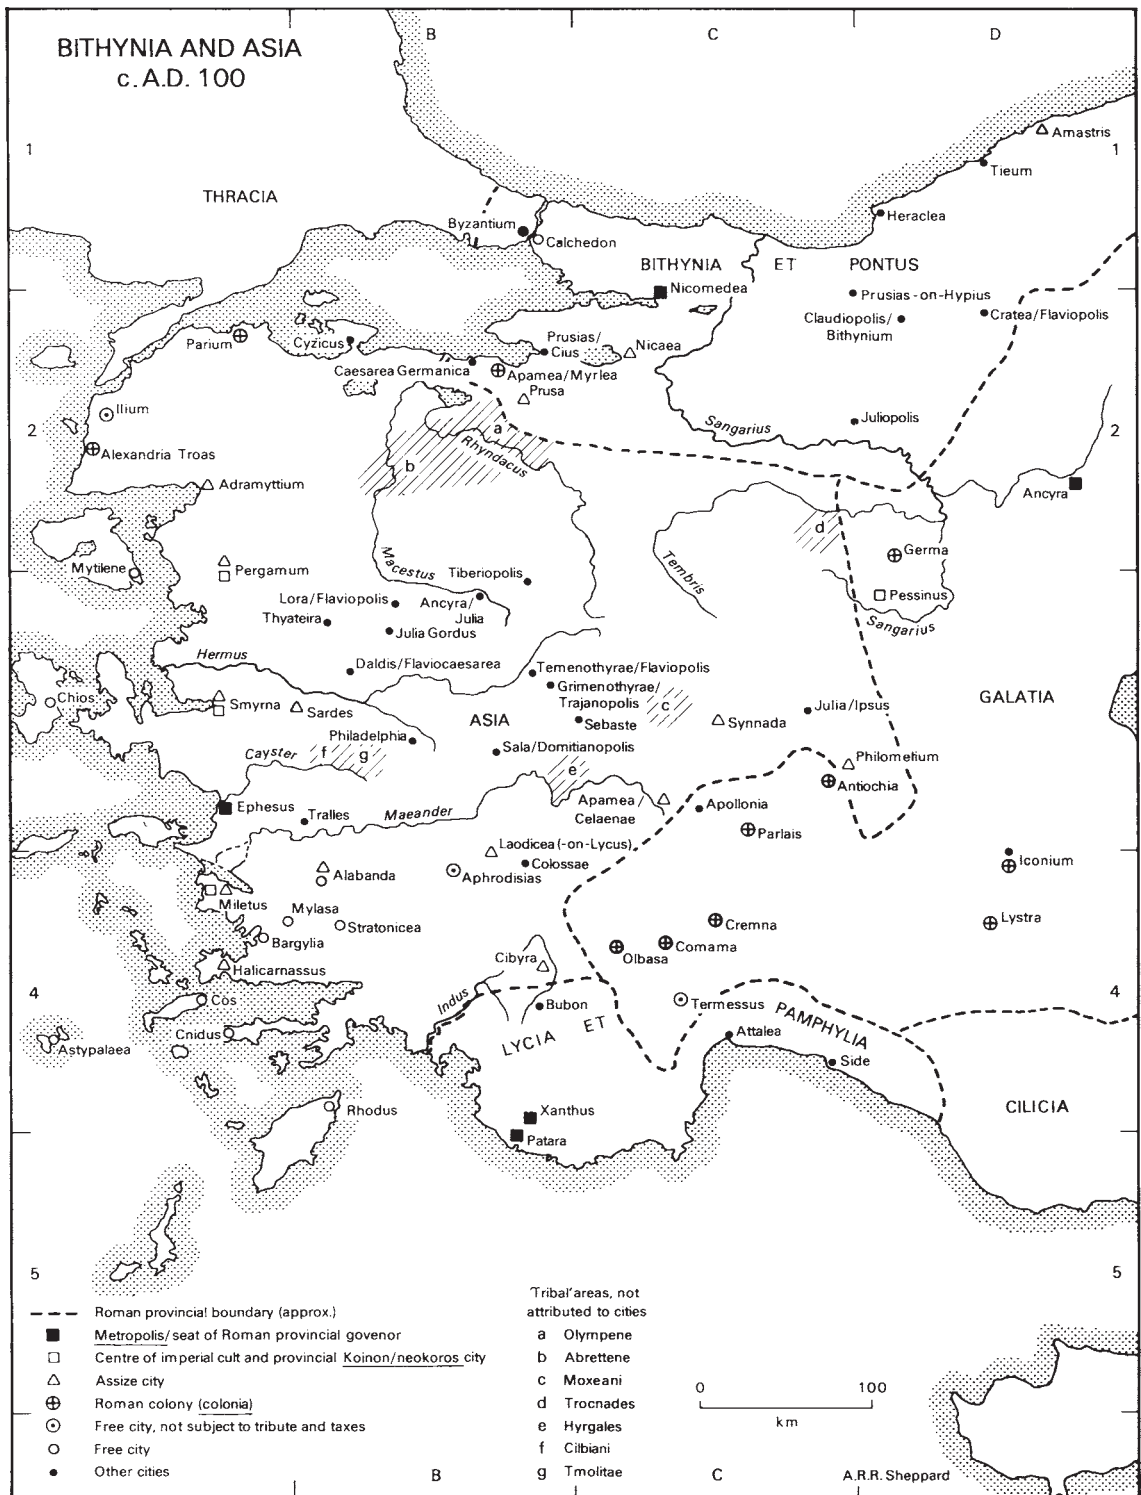 BITHYNIA AND ASIA
c. A.D. 100
B
C
D
1
1
THRACIA
Amastris
Tieum
Heraclea
Byzantium
Calchedon
BITHYNIA ET PONTUS
Nicomedea
Prusias-on-Hypius
Claudiopolis/
Bithynium
Cratea/Flaviopolis
Parium
Cyzicus
Prusias/
Cius
Nicaea
Caesarea Germanica
Apamea/Myrlea
Prusa
Ilium
2
2
a
Rhyndacus
Sangarius
Juliopolis
Alexandria Troas
b
Adramyttium
Ancyra
d
Mytilene
Pergamum
Macestus
Tiberiopolis
Tembris
Germa
Lora/Flaviopolis
Ancyra/
Julia
Pessinus
Thyateira
Julia Gordus
Sangarius
Hermus
Daldis/Flaviocaesarea
Temenothyrae/Flaviopolis
Grimenothyrae/
Trajanopolis
c
Chios
Smyrna
Sardes
ASIA
Sebaste
Synnada
Julia/Ipsus
GALATIA
Philadelphia
Sala/Domitianopolis
Cayster
f
g
e
Philomelium
Antiochia
Ephesus
Tralles
Maeander
Apamea/
Celaenae
Apollonia
Parlais
Laodicea (-on-Lycus)
Colossae
Iconium
Alabanda
Aphrodisias
Miletus
Mylasa
Stratonicea
Bargylia
Cremna
Lystra
Comama
Olbasa
Cibyra
Halicarnassus
4
4
Cos
Indus
Bubon
Termessus
Cnidus
Astypalaea
LYCIA ET PAMPHYLIA
Attalea
Side
Rhodus
Xanthus
Patara
CILICIA
5
5
Roman provincial boundary (approx.)
Metropolis/seat of Roman provincial govenor
Centre of imperial cult and provincial Koinon/neokoros city
Assize city
Roman colony (colonia)
Free city, not subject to tribute and taxes
Free city
Other cities
'Tribal' areas, not
attributed to cities
a Olympene
b Abrettene
c Moxeani
d Trocnades
e Hyrgales
f Cilbiani
g Tmolitae
0 100
km
B
C
A.R.R. Sheppard